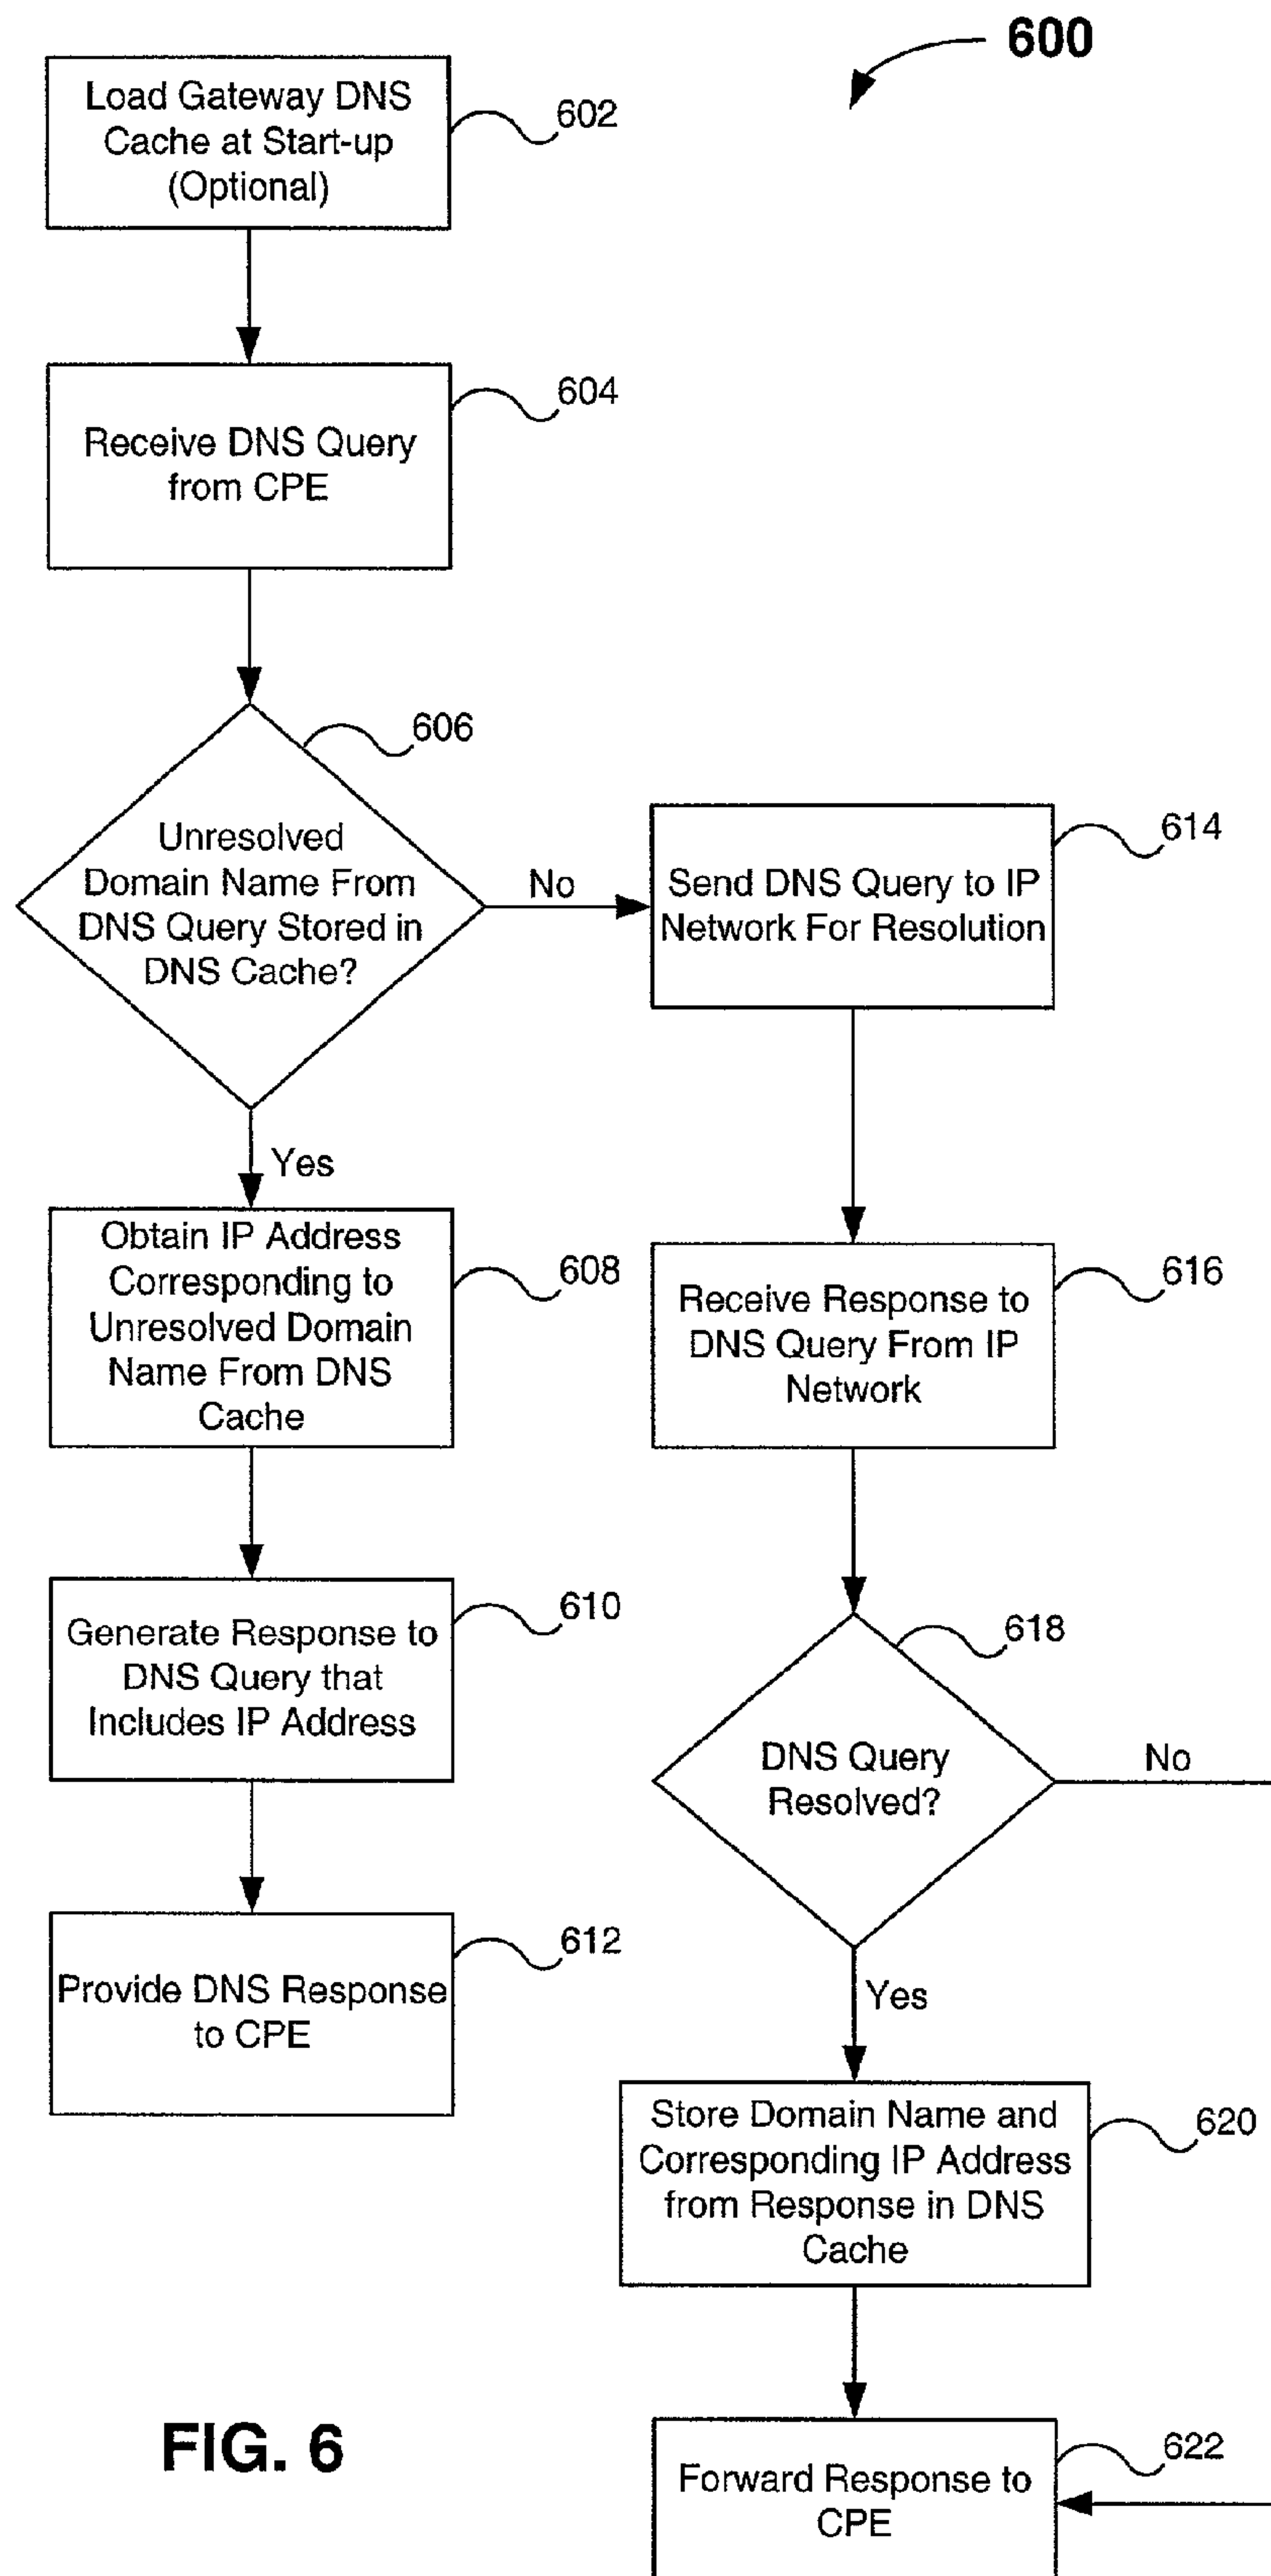 600
Load Gateway DNS
Cache at Start-up
(Optional)
602
Receive DNS Query
from CPE
604
606
Unresolved
Domain Name From
DNS Query Stored in
DNS Cache?
No
Yes
614
Send DNS Query to IP
Network For Resolution
Obtain IP Address
Corresponding to
Unresolved Domain
Name From DNS
Cache
608
616
Receive Response to
DNS Query From IP
Network
Generate Response to
DNS Query that
Includes IP Address
610
618
DNS Query
Resolved?
No
Yes
Provide DNS Response
to CPE
612
Store Domain Name and
Corresponding IP Address
from Response in DNS
Cache
620
Forward Response to
CPE
622
FIG. 6